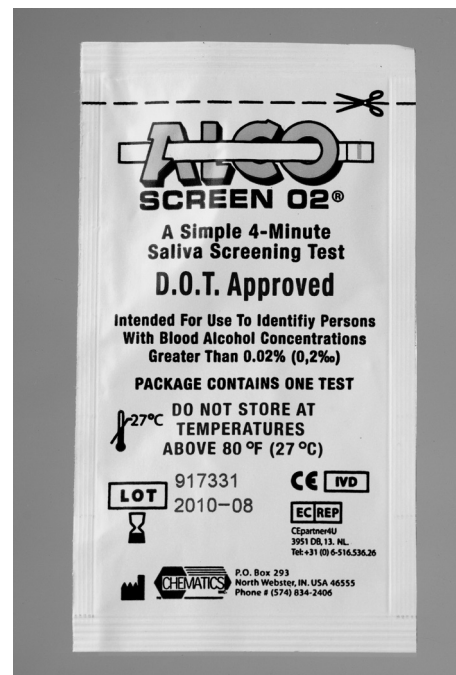 ALCO
SCREEN 02®
A Simple 4-Minute
Saliva Screening Test
D.O.T. Approved
Intended For Use To Identifiy Persons
With Blood Alcohol Concentrations
Greater Than 0.02% (0,2‰)
PACKAGE CONTAINS ONE TEST
27°C
DO NOT STORE AT
TEMPERATURES
ABOVE 80 °F (27 °C)
LOT
917331
2010-08
CE IVD
EC REP
CEpartner4U
3951 DB, 13. NL.
Tel: +31 (0) 6-516.536.26
CHEMATICS
P.O. Box 293
North Webster, IN. USA 46555
Phone # (574) 834-2406